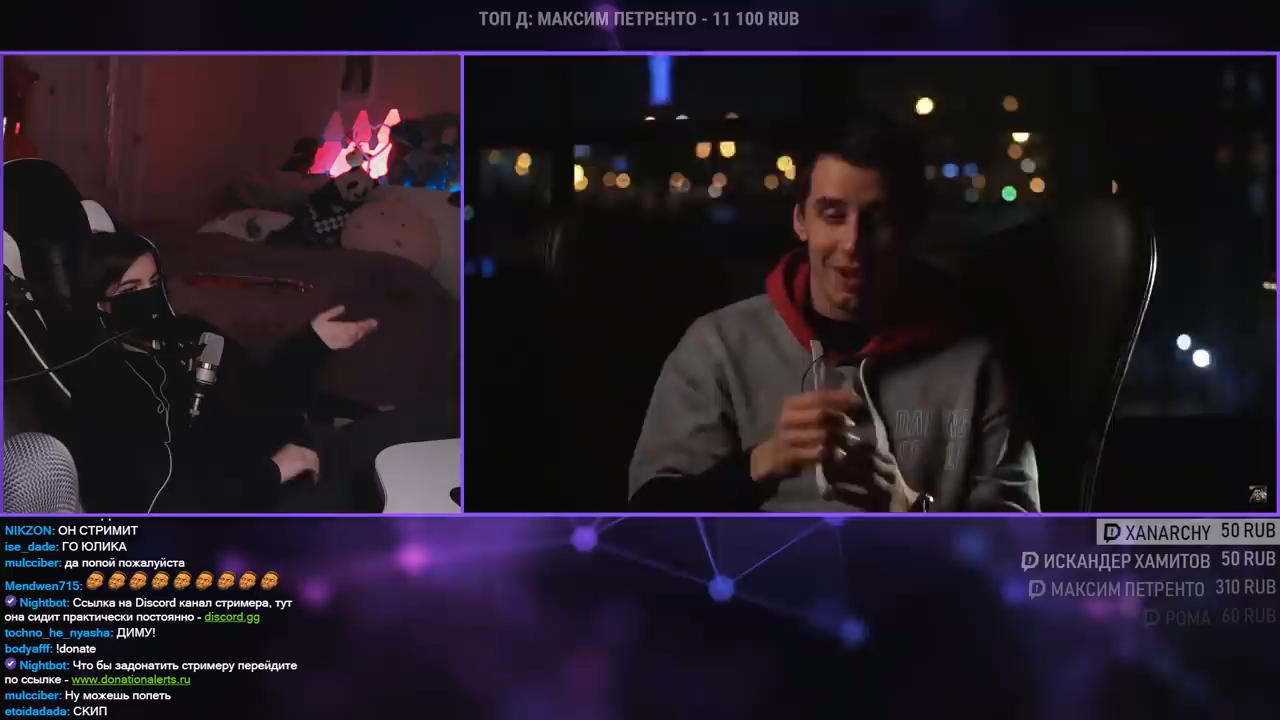 ТОП Д: МАКСИМ ПЕТРЕНТО - 11 100 RUB
NIKZON: ОН СТРИМИТ
ise_dade: ГО ЮЛИКА
mulcciber: да попой пожалуйста
Mendwen715:
Nightbot: Ссылка на Discord канал стримера, тут
она сидит практически постоянно - discord.gg
tochno_he_nyasha: ДИМУ!
bodyafff: !donate
Nightbot: Что бы задонатить стримеру перейдите
по ссылке - www.donationalerts.ru
mulcciber: Ну можешь попеть
etoidadada: СКИП
XANARCHY 50 RUB
ИСКАНДЕР ХАМИТОВ 50 RUB
МАКСИМ ПЕТРЕНТО 310 RUB
РОМА 60 RUB